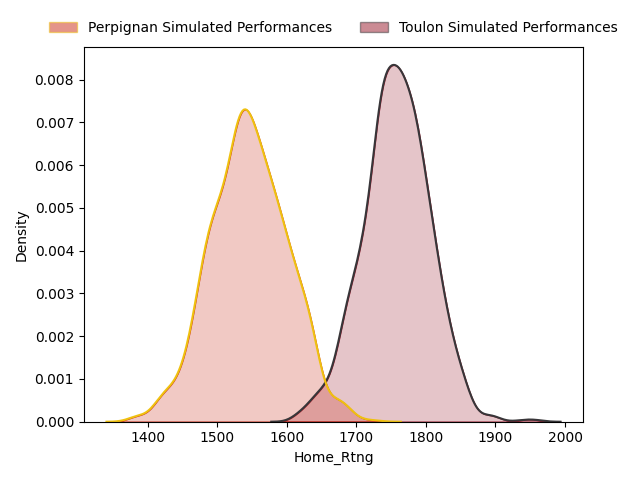 Perpignan Simulated Performances Toulon Simulated Performances
0.008
0.007
0.006
0.005
0.004
0.003
0.002
0.001
0.000
Density
1400 1500 1600 1700 1800 1900 2000
Home_Rtng